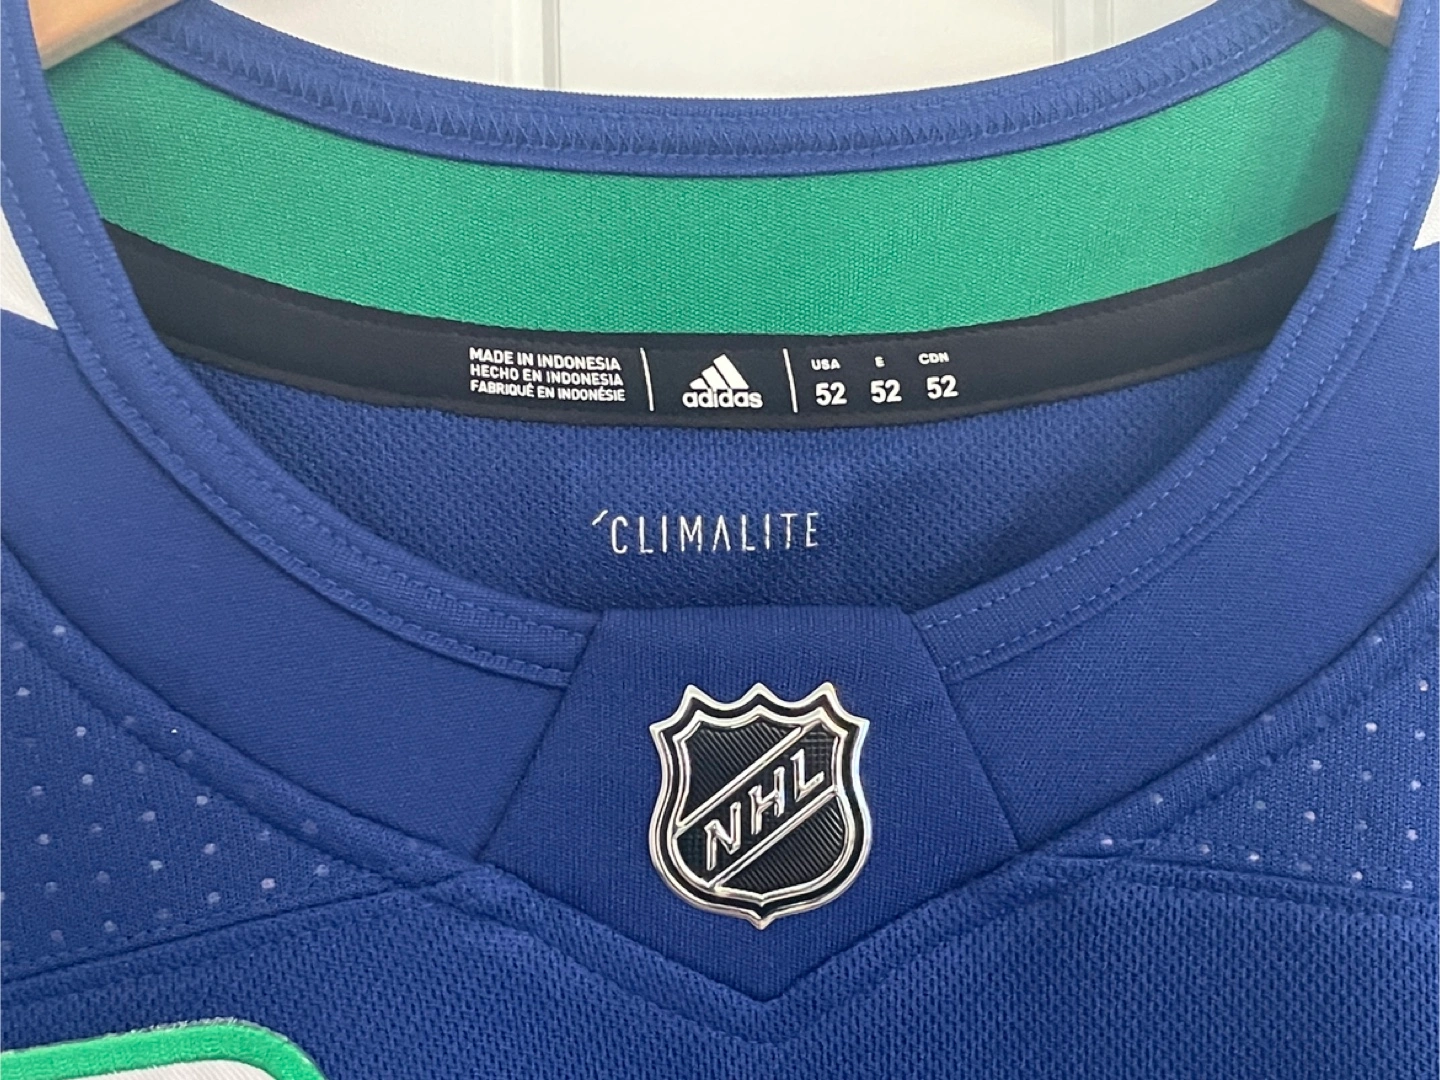 MADE IN INDONESIA
HECHO EN INDONESIA
FABRIQUÉ EN INDONÉSIE
adidas
USA E CDN
52 52 52
CLIMALITE
NHL